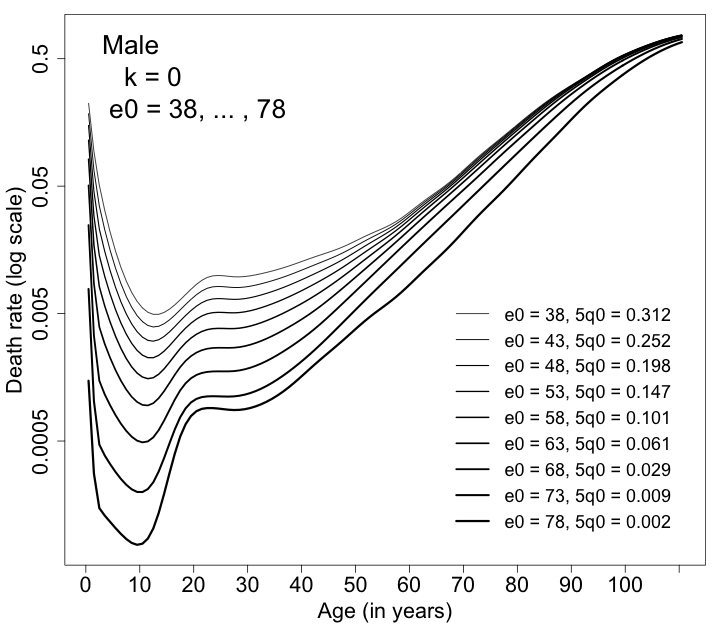 Male
k = 0
e0 = 38, ... , 78
Death rate (log scale)
0.5
0.05
0.005
0.0005
e0 = 38, 5q0 = 0.312
e0 = 43, 5q0 = 0.252
e0 = 48, 5q0 = 0.198
e0 = 53, 5q0 = 0.147
e0 = 58, 5q0 = 0.101
e0 = 63, 5q0 = 0.061
e0 = 68, 5q0 = 0.029
e0 = 73, 5q0 = 0.009
e0 = 78, 5q0 = 0.002
0 10 20 30 40 50 60 70 80 90 100
Age (in years)